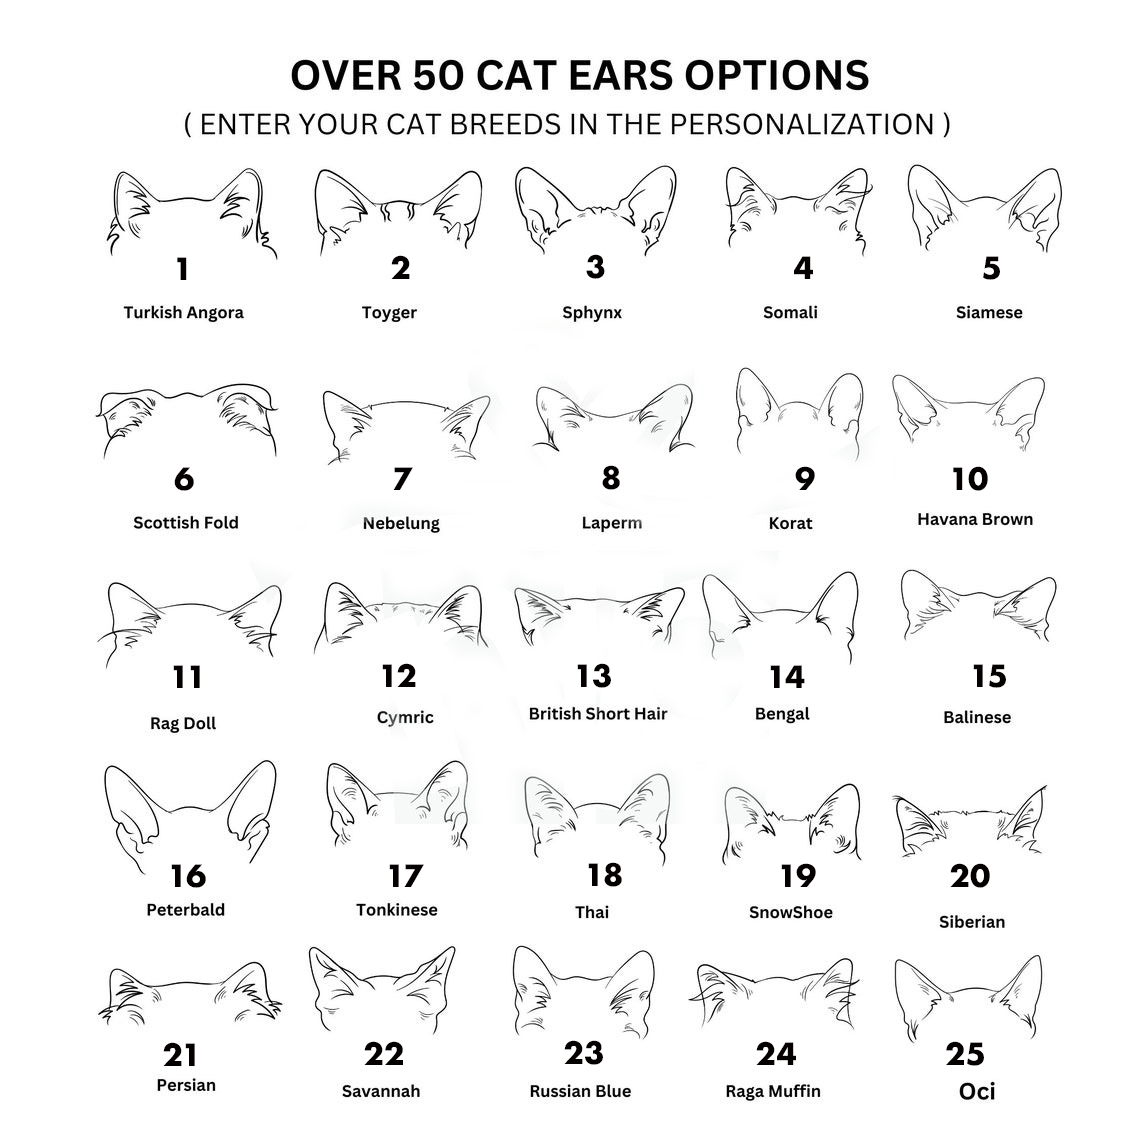 OVER 50 CAT EARS OPTIONS
( ENTER YOUR CAT BREEDS IN THE PERSONALIZATION )
1 2 3 4 5
Turkish Angora Toyger Sphynx Somali Siamese
6 7 8 9 10
Scottish Fold Nebelung Laperm Korat Havana Brown
11 12 13 14 15
Rag Doll Cymric British Short Hair Bengal Balinese
16 17 18 19 20
Peterbald Tonkinese Thai SnowShoe Siberian
21 22 23 24 25
Persian Savannah Russian Blue Raga Muffin Oci